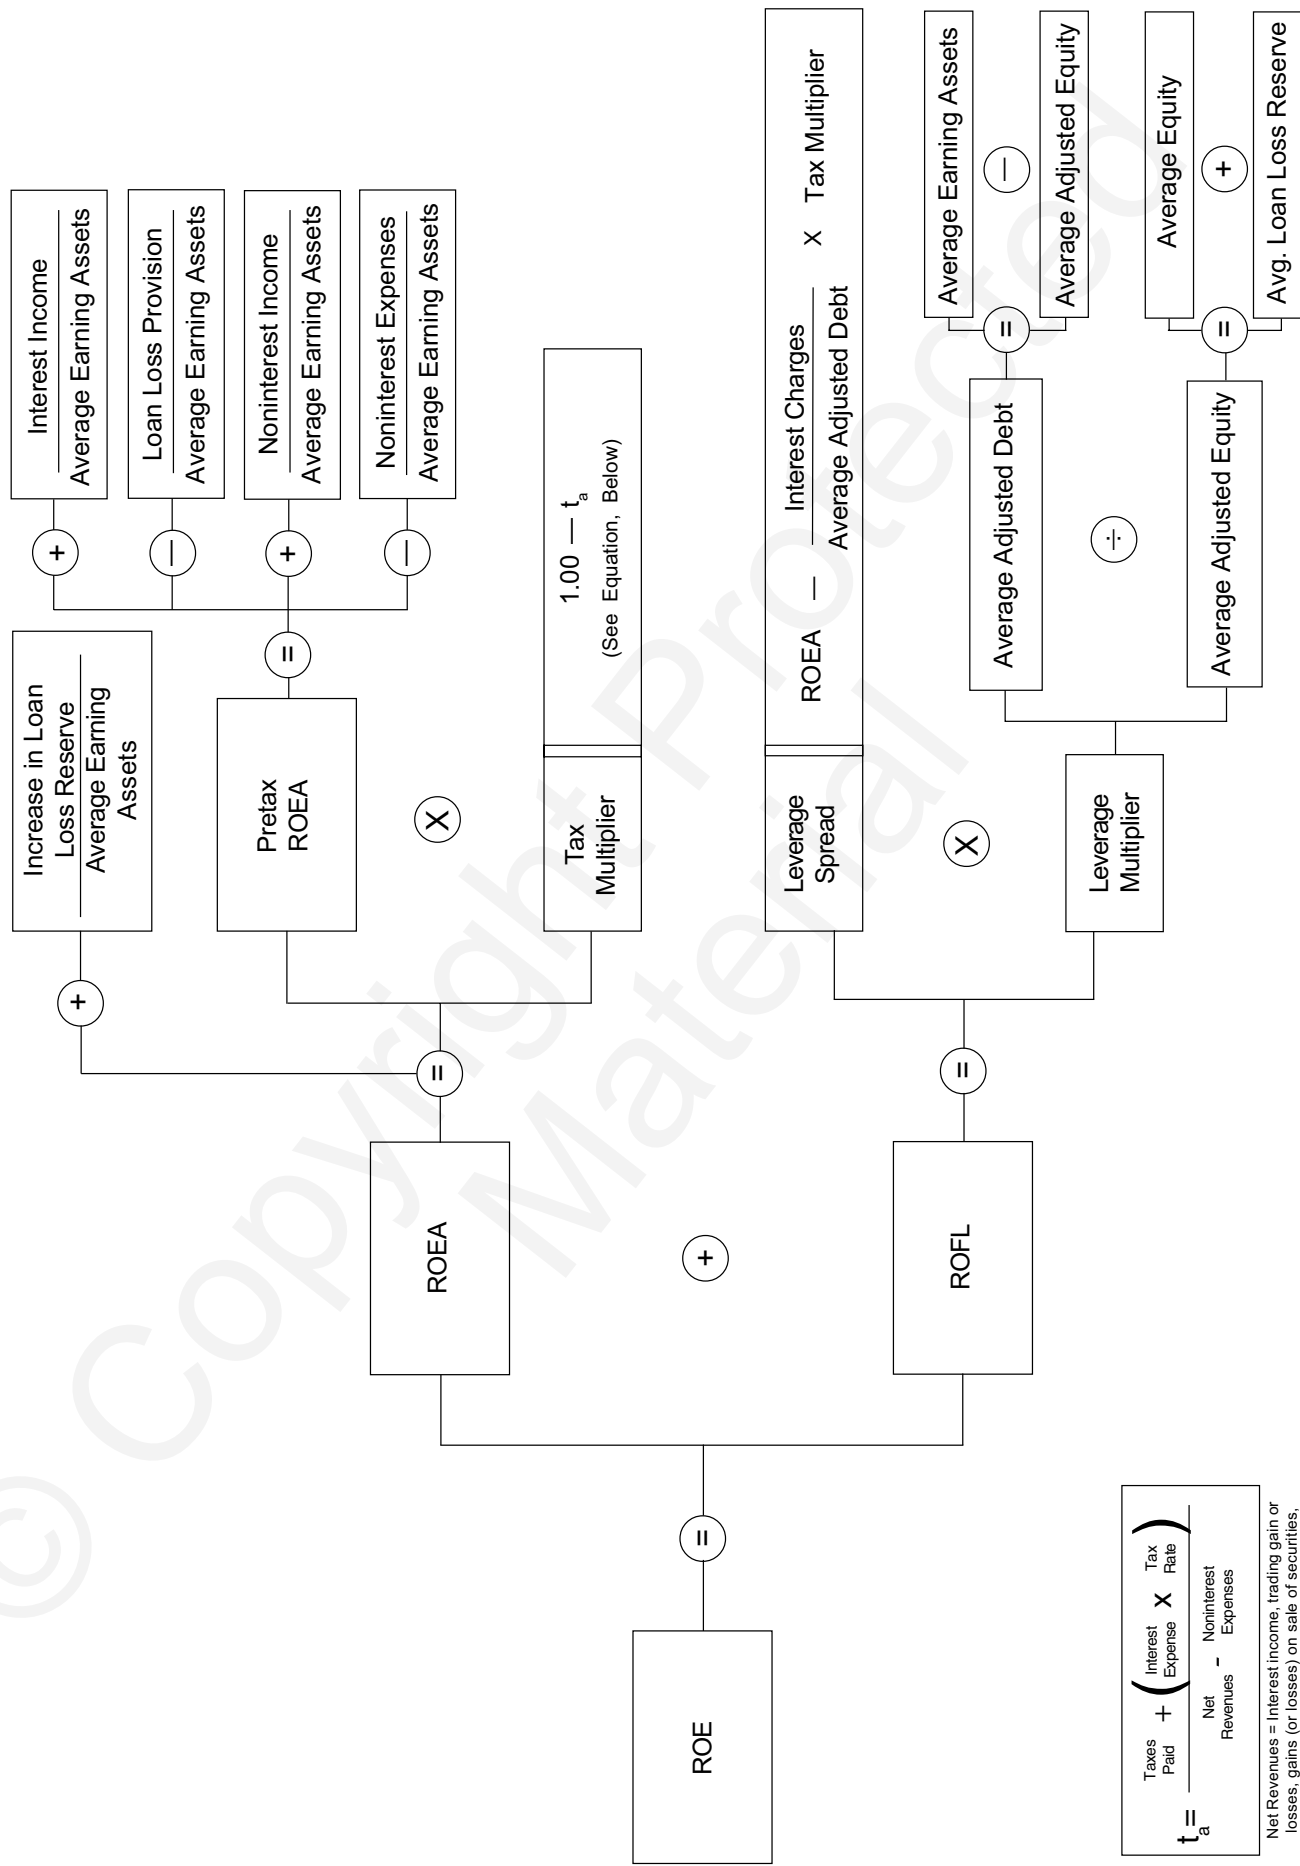 Increase in Loan
Loss Reserve
Average Earning
Assets
+
Interest Income
Average Earning Assets
+
Loan Loss Provision
Average Earning Assets
—
Noninterest Income
Average Earning Assets
+
Noninterest Expenses
Average Earning Assets
—
Pretax
ROEA
=
X
Tax
Multiplier
1.00 — tₐ
(See Equation, Below)
ROEA
=
+
ROE
=
ROFL
=
Leverage
Spread
ROEA — Interest Charges X Tax Multiplier
Average Adjusted Debt
X
Leverage
Multiplier
Average Adjusted Debt
=
Average Earning Assets
—
Average Adjusted Equity
÷
Average Adjusted Equity
=
Average Equity
+
Avg. Loan Loss Reserve
tₐ = Taxes Paid + (Interest Expense X Tax Rate)
Net Revenues - Noninterest Expenses
Net Revenues = Interest income, trading gain or
losses, gains (or losses) on sale of securities,
© Copyright Protected
Material